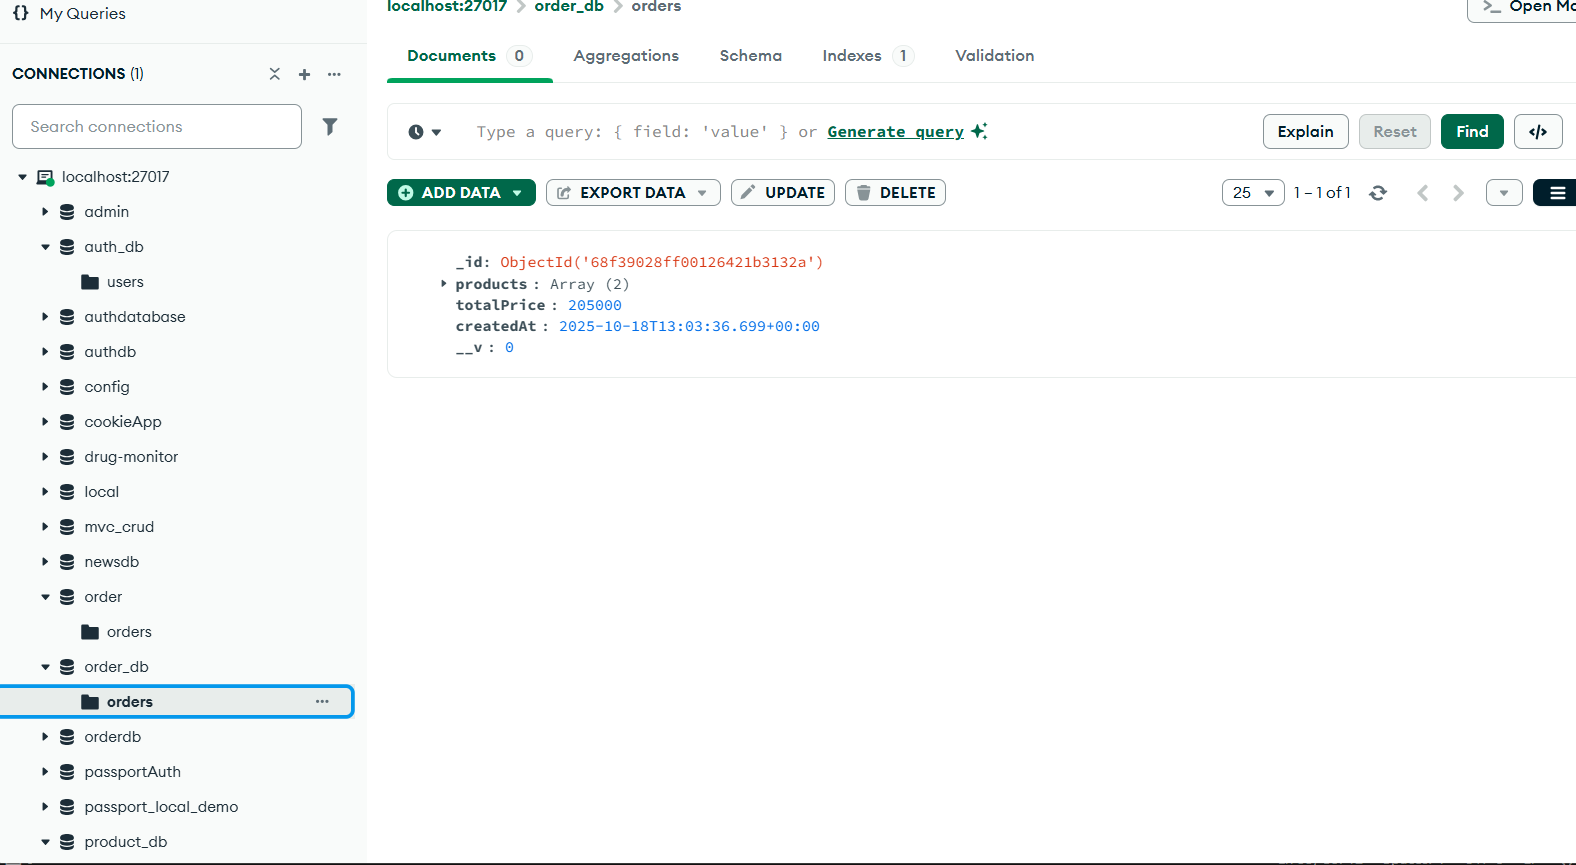 {} My Queries
CONNECTIONS (1)
Search connections
localhost:27017
admin
auth_db
users
authdatabase
authdb
config
cookieApp
drug-monitor
local
mvc_crud
newsdb
order
orders
order_db
orders
orderdb
passportAuth
passport_local_demo
product_db
localhost:27017 > order_db > orders
>_ Open Mo
Documents 0 Aggregations Schema Indexes 1 Validation
Type a query: { field: 'value' } or Generate query
Explain Reset Find </>
ADD DATA EXPORT DATA UPDATE DELETE 25 1 – 1 of 1
_id: ObjectId('68f39028ff00126421b3132a')
products : Array (2)
totalPrice : 205000
createdAt : 2025-10-18T13:03:36.699+00:00
__v : 0